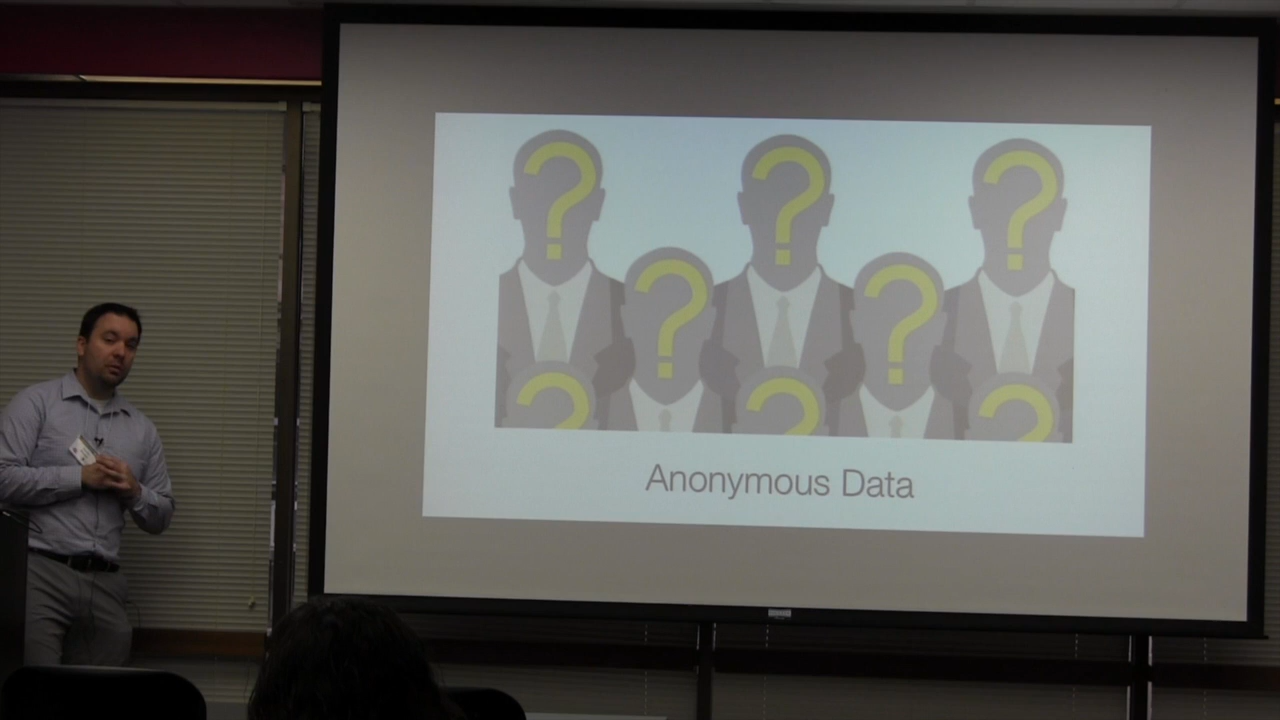 ? ? ?
? ?
? ? ?
Anonymous Data